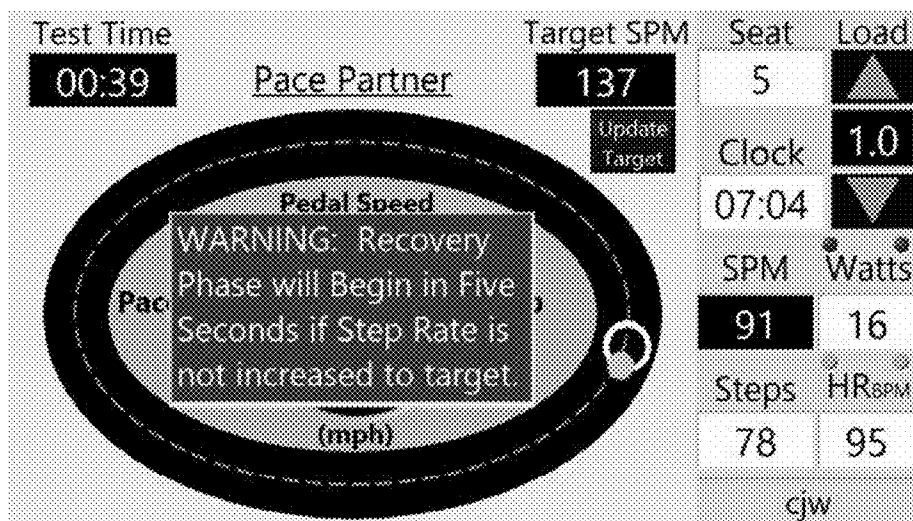 Test Time
00:39
Pace Partner
Target SPM
137
Update
Target
Seat
5
Load
1.0
Clock
07:04
SPM
91
Watts
16
Steps
78
HRBPM
95
cjw
Pedal Speed
WARNING: Recovery
Phase will Begin in Five
Seconds if Step Rate is
not increased to target.
(mph)